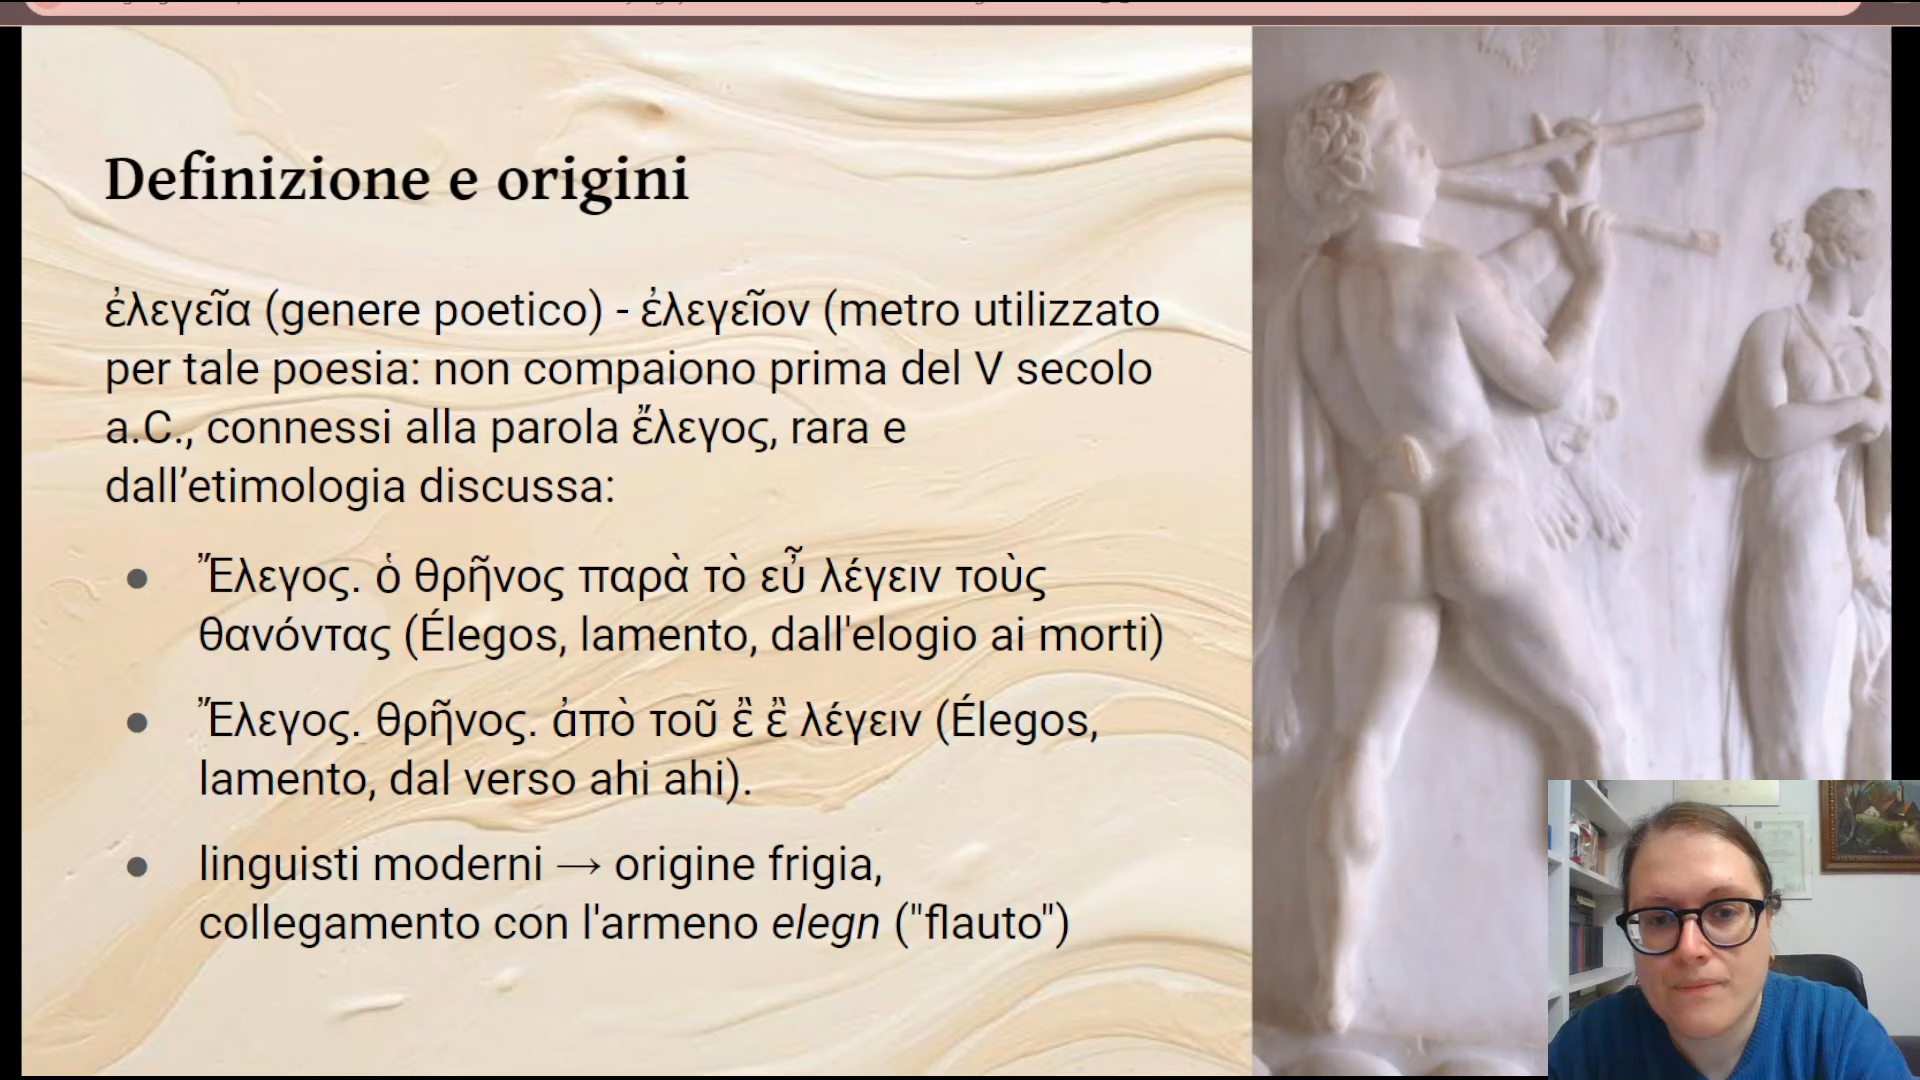 Definizione e origini
ἐλεγεῖα (genere poetico) - ἐλεγεῖον (metro utilizzato
per tale poesia: non compaiono prima del V secolo
a.C., connessi alla parola ἔλεγος, rara e
dall’etimologia discussa:
● Ἔλεγος. ὁ θρῆνος παρὰ τὸ εὖ λέγειν τοὺς
θανόντας (Élegos, lamento, dall'elogio ai morti)
● Ἔλεγος. θρῆνος. ἀπὸ τοῦ ἒ ἒ λέγειν (Élegos,
lamento, dal verso ahi ahi).
● linguisti moderni → origine frigia,
collegamento con l'armeno elegn ("flauto")